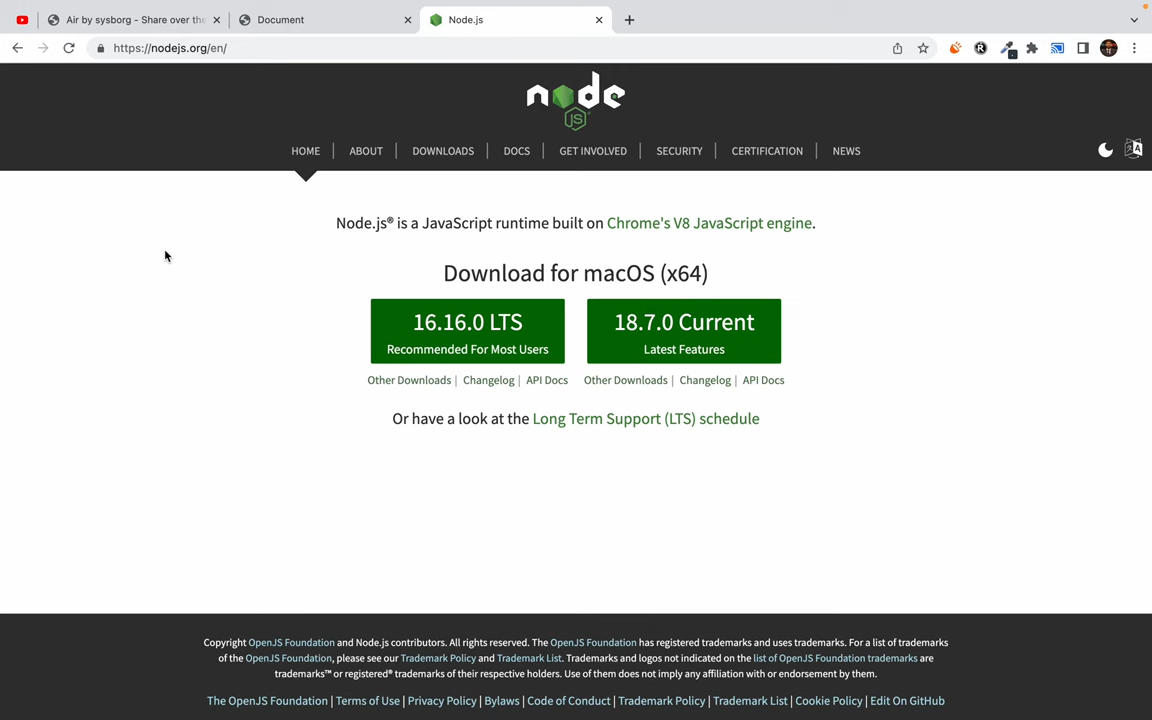 Air by sysborg - Share over the
Document
Node.js
https://nodejs.org/en/
node
JS
HOME
ABOUT
DOWNLOADS
DOCS
GET INVOLVED
SECURITY
CERTIFICATION
NEWS
Node.js® is a JavaScript runtime built on Chrome's V8 JavaScript engine.
Download for macOS (x64)
16.16.0 LTS
Recommended For Most Users
18.7.0 Current
Latest Features
Other Downloads | Changelog | API Docs
Other Downloads | Changelog | API Docs
Or have a look at the Long Term Support (LTS) schedule
Copyright OpenJS Foundation and Node.js contributors. All rights reserved. The OpenJS Foundation has registered trademarks and uses trademarks. For a list of trademarks
of the OpenJS Foundation, please see our Trademark Policy and Trademark List. Trademarks and logos not indicated on the list of OpenJS Foundation trademarks are
trademarks™ or registered® trademarks of their respective holders. Use of them does not imply any affiliation with or endorsement by them.
The OpenJS Foundation | Terms of Use | Privacy Policy | Bylaws | Code of Conduct | Trademark Policy | Trademark List | Cookie Policy | Edit On GitHub